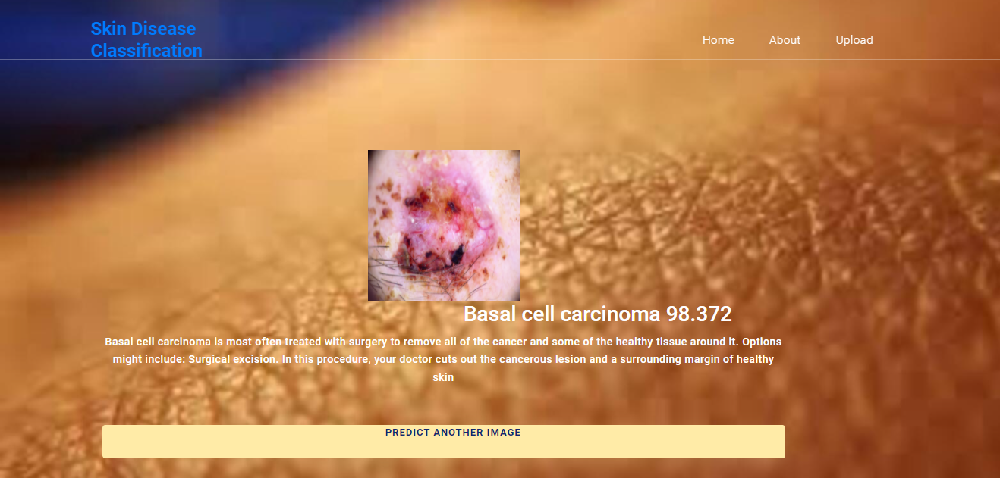 Skin Disease
Classification
Home About Upload
Basal cell carcinoma 98.372
Basal cell carcinoma is most often treated with surgery to remove all of the cancer and some of the healthy tissue around it. Options
might include: Surgical excision. In this procedure, your doctor cuts out the cancerous lesion and a surrounding margin of healthy
skin
PREDICT ANOTHER IMAGE